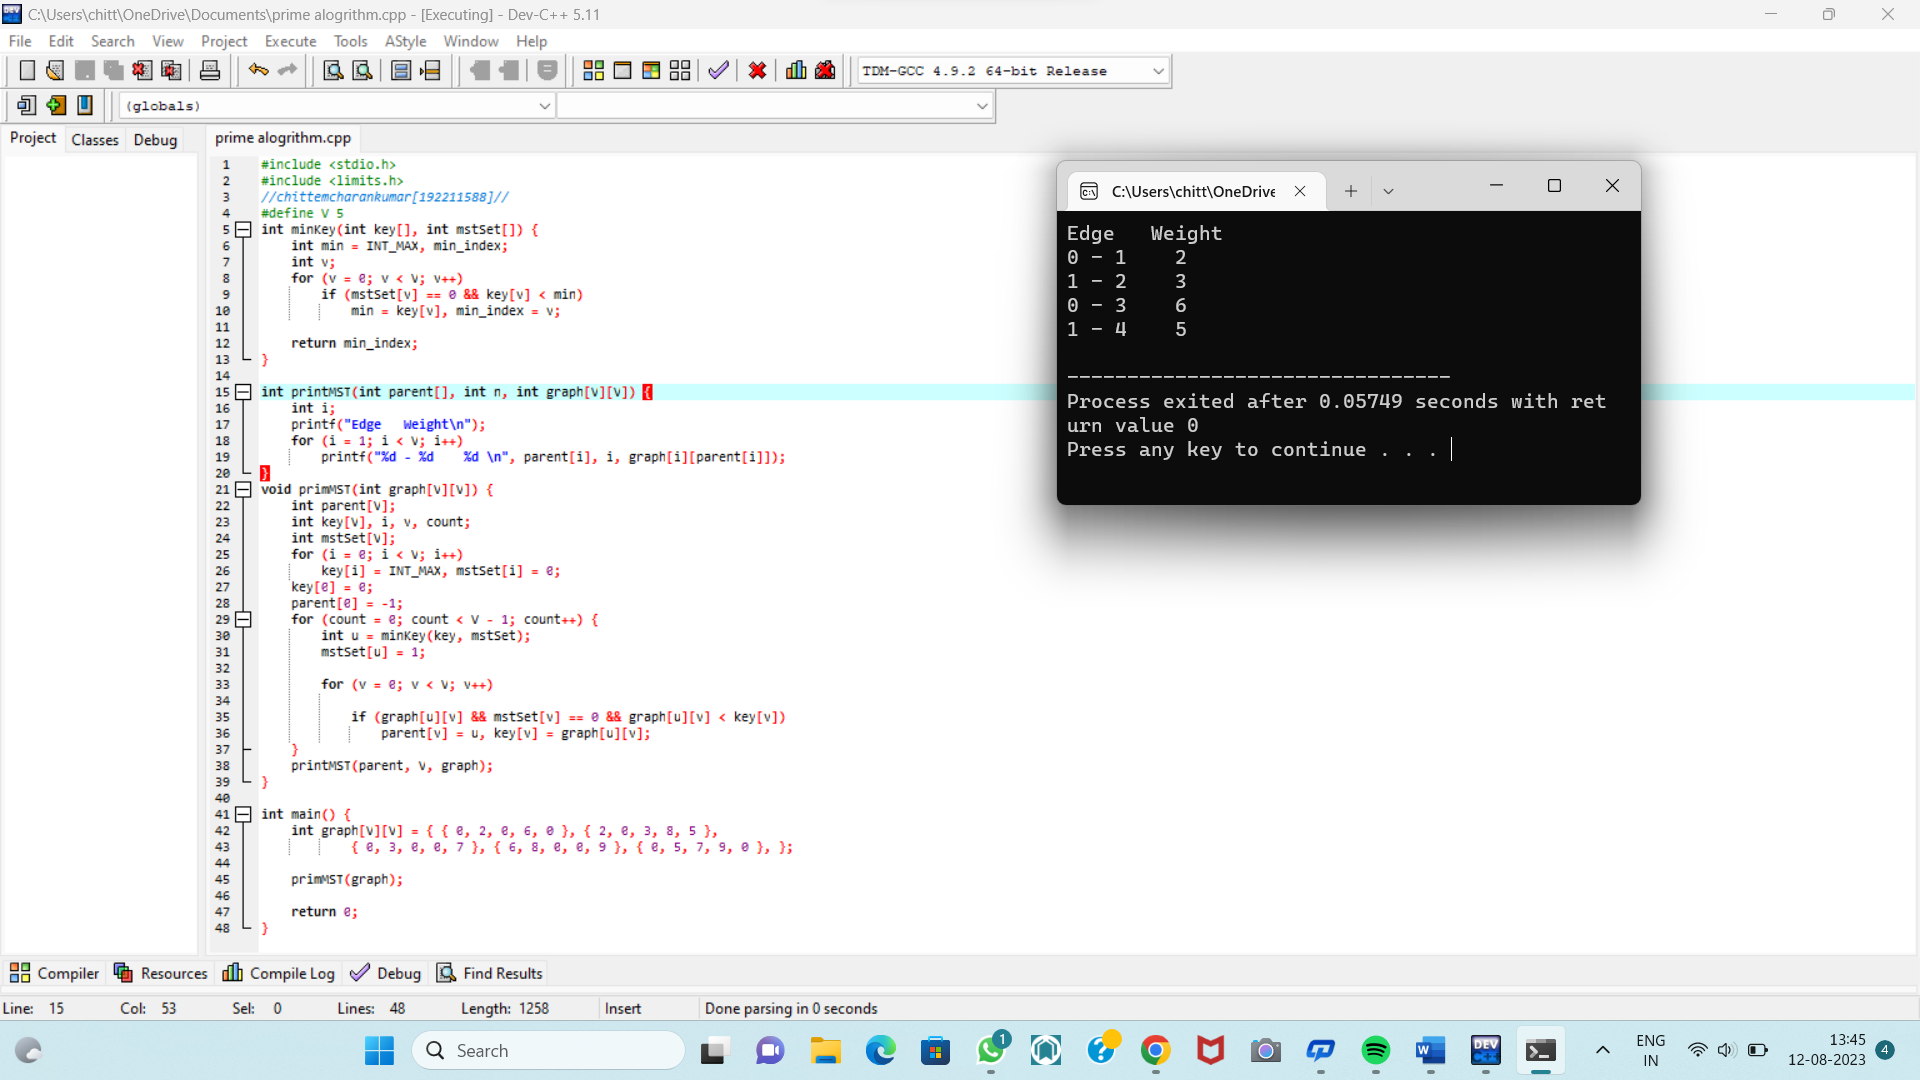 C:\Users\chitt\OneDrive\Documents\prime alogrithm.cpp - [Executing] - Dev-C++ 5.11
File Edit Search View Project Execute Tools AStyle Window Help
TDM-GCC 4.9.2 64-bit Release
(globals)
Project Classes Debug
prime alogrithm.cpp
1 #include <stdio.h>
2 #include <limits.h>
3 //chittemcharankumar[192211588]//
4 #define V 5
5 int minKey(int key[], int mstSet[]) {
6 int min = INT_MAX, min_index;
7 int v;
8 for (v = 0; v < V; v++)
9 if (mstSet[v] == 0 && key[v] < min)
10 min = key[v], min_index = v;
11
12 return min_index;
13 }
14
15 int printMST(int parent[], int n, int graph[V][V]) {
16 int i;
17 printf("Edge   Weight\n");
18 for (i = 1; i < V; i++)
19 printf("%d - %d    %d \n", parent[i], i, graph[i][parent[i]]);
20 }
21 void primMST(int graph[V][V]) {
22 int parent[V];
23 int key[V], i, v, count;
24 int mstSet[V];
25 for (i = 0; i < V; i++)
26 key[i] = INT_MAX, mstSet[i] = 0;
27 key[0] = 0;
28 parent[0] = -1;
29 for (count = 0; count < V - 1; count++) {
30 int u = minKey(key, mstSet);
31 mstSet[u] = 1;
32
33 for (v = 0; v < V; v++)
34
35 if (graph[u][v] && mstSet[v] == 0 && graph[u][v] < key[v])
36 parent[v] = u, key[v] = graph[u][v];
37 }
38 printMST(parent, V, graph);
39 }
40
41 int main() {
42 int graph[V][V] = { { 0, 2, 0, 6, 0 }, { 2, 0, 3, 8, 5 },
43 { 0, 3, 0, 0, 7 }, { 6, 8, 0, 0, 9 }, { 0, 5, 7, 9, 0 }, };
44
45 primMST(graph);
46
47 return 0;
48 }
C:\Users\chitt\OneDrive
Edge   Weight
0 - 1    2
1 - 2    3
0 - 3    6
1 - 4    5
--------------------------------
Process exited after 0.05749 seconds with ret
urn value 0
Press any key to continue . . .
Compiler Resources Compile Log Debug Find Results
Line: 15 Col: 53 Sel: 0 Lines: 48 Length: 1258 Insert Done parsing in 0 seconds
Search
1
DEV
ENG
IN
13:45
12-08-2023
4